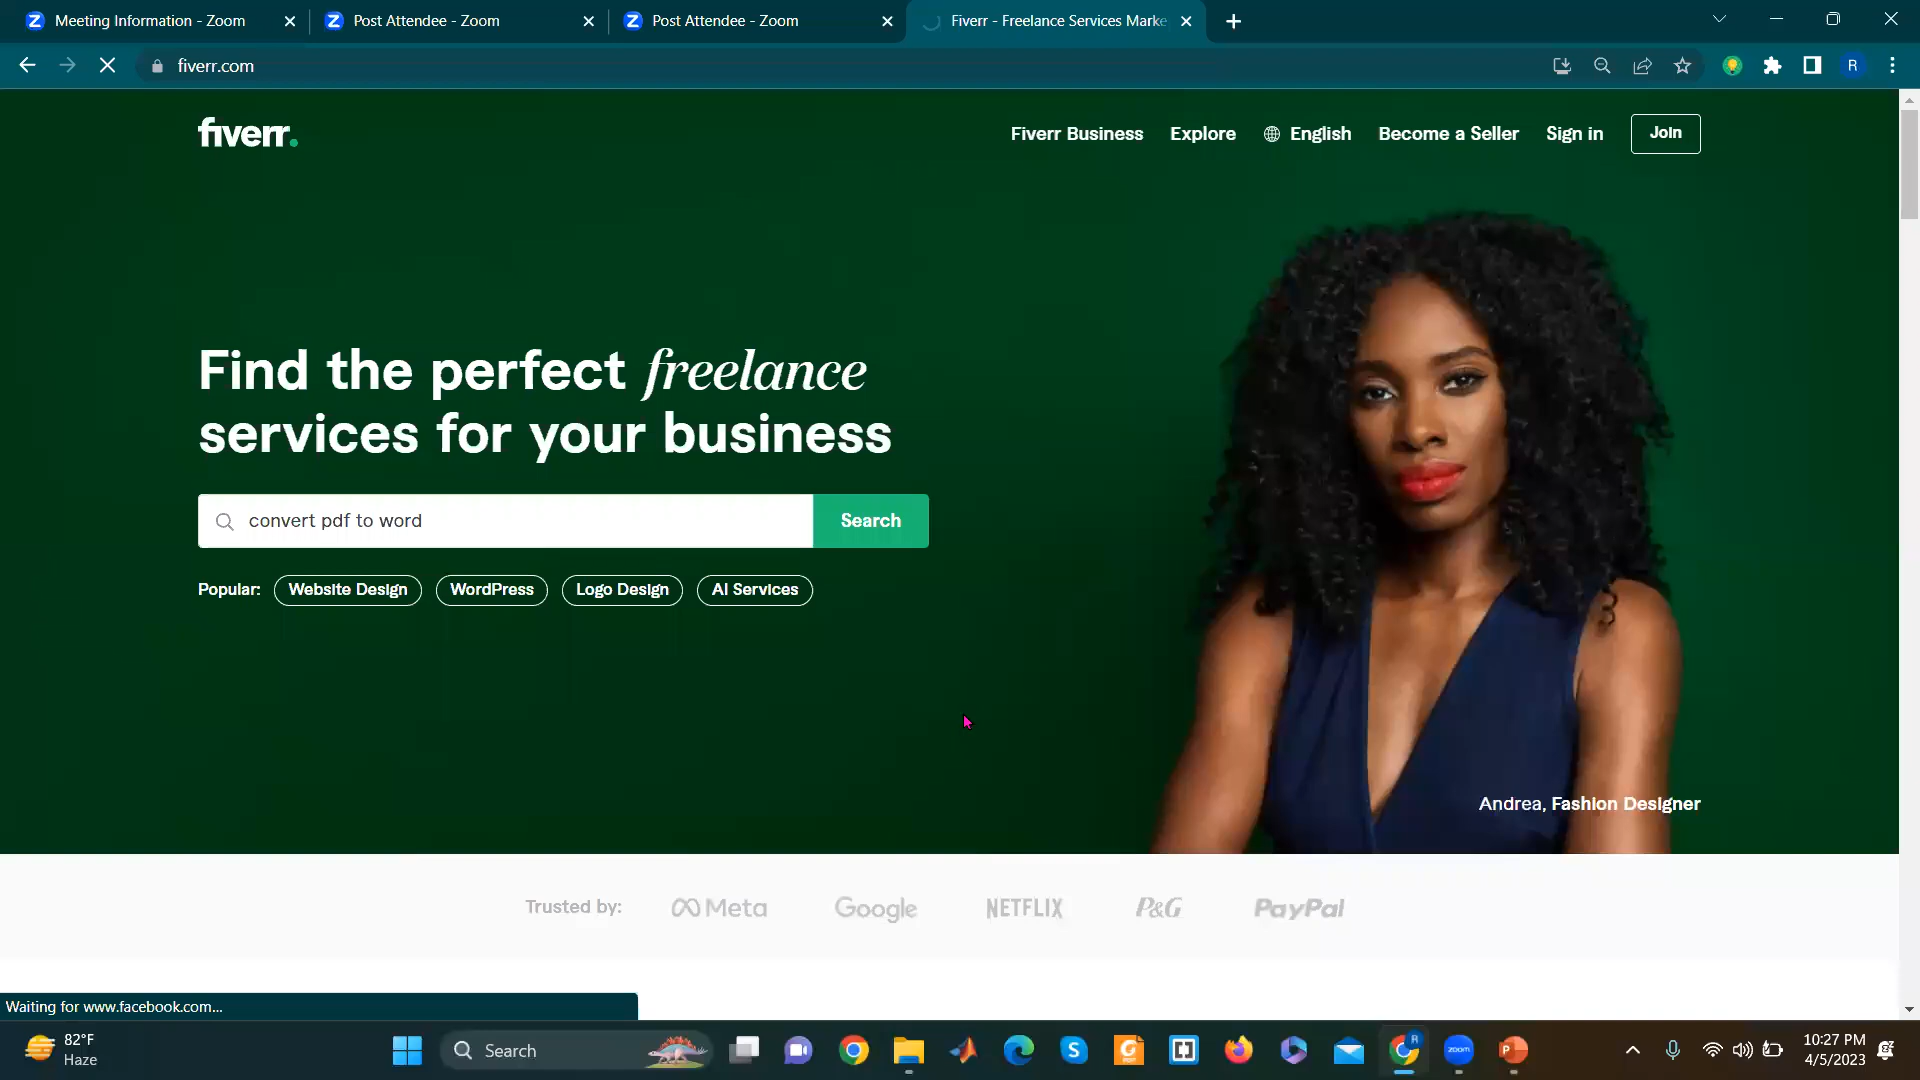 Meeting Information - Zoom
Post Attendee - Zoom
Post Attendee - Zoom
Fiverr - Freelance Services Marke
fiverr.com
R
fiverr.
Fiverr Business
Explore
English
Become a Seller
Sign in
Join
Find the perfect freelance
services for your business
convert pdf to word
Search
Popular:
Website Design
WordPress
Logo Design
AI Services
Andrea, Fashion Designer
Trusted by:
Meta
Google
NETFLIX
P&G
PayPal
Waiting for www.facebook.com...
82°F
Haze
Search
R
zoom
10:27 PM
4/5/2023